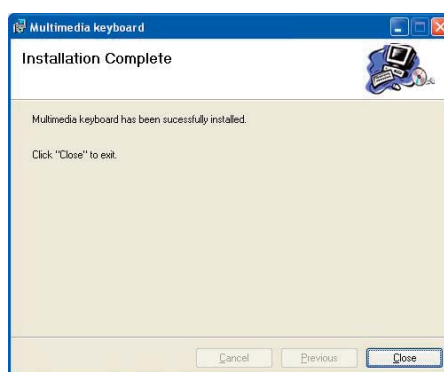 Multimedia keyboard
Installation Complete
Multimedia keyboard has been sucessfully installed.
Click "Close" to exit.
Cancel
Previous
Close